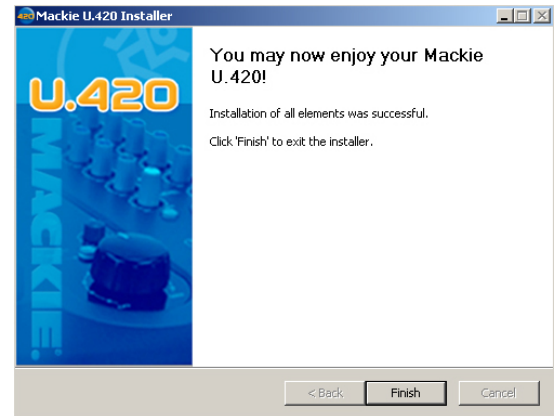 Mackie U.420 Installer
You may now enjoy your Mackie
U.420!
Installation of all elements was successful.
Click 'Finish' to exit the installer.
U.420
MACKIE.
< Back
Finish
Cancel